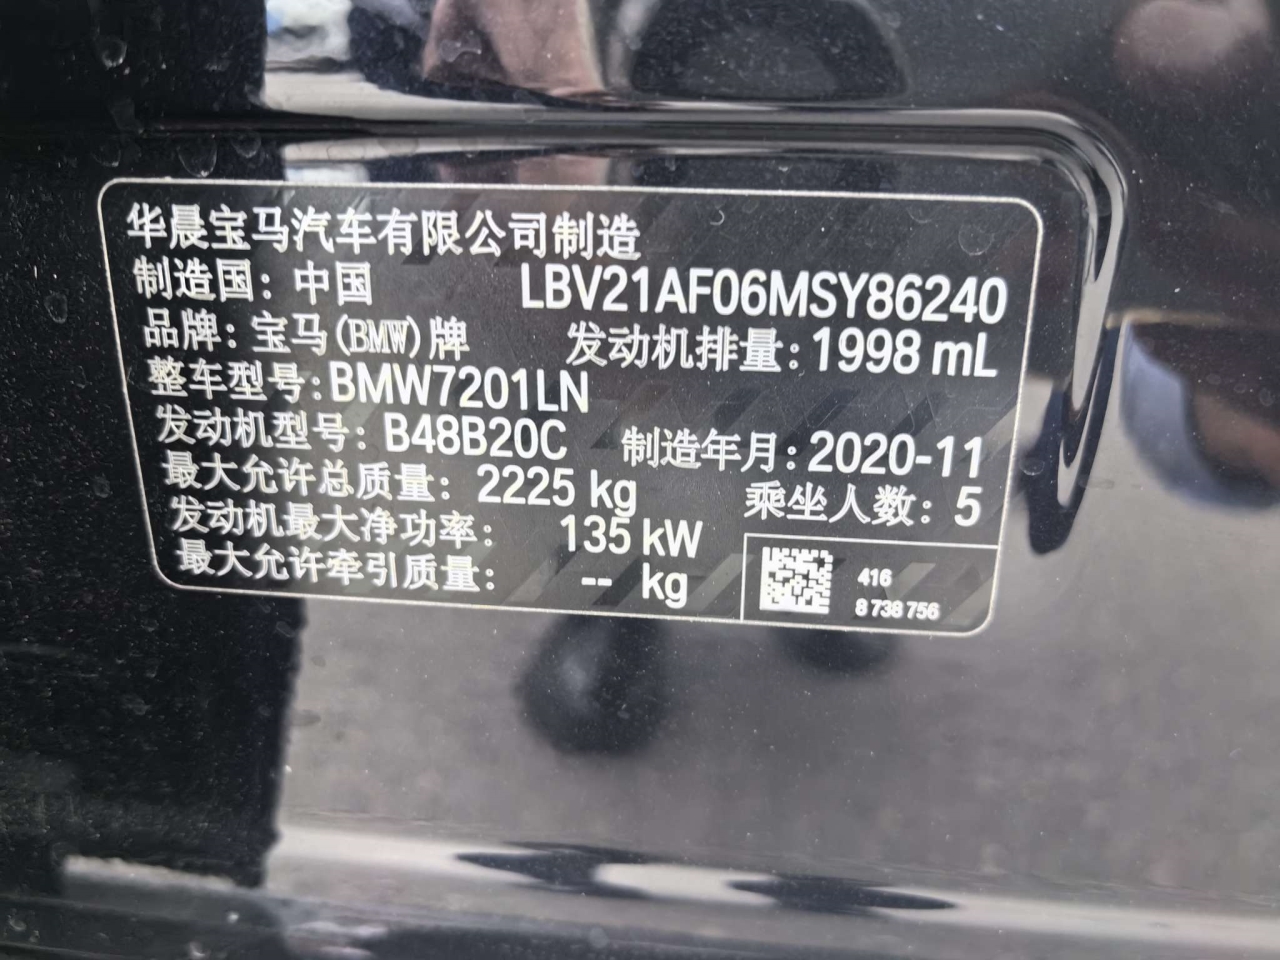 华晨宝马汽车有限公司制造
制造国：中国 LBV21AF06MSY86240
品牌：宝马(BMW)牌 发动机排量：1998 mL
整车型号：BMW7201LN
发动机型号：B48B20C 制造年月：2020-11
最大允许总质量：2225 kg 乘坐人数：5
发动机最大净功率：135 kW
最大允许牵引质量：-- kg
416
8 738 756